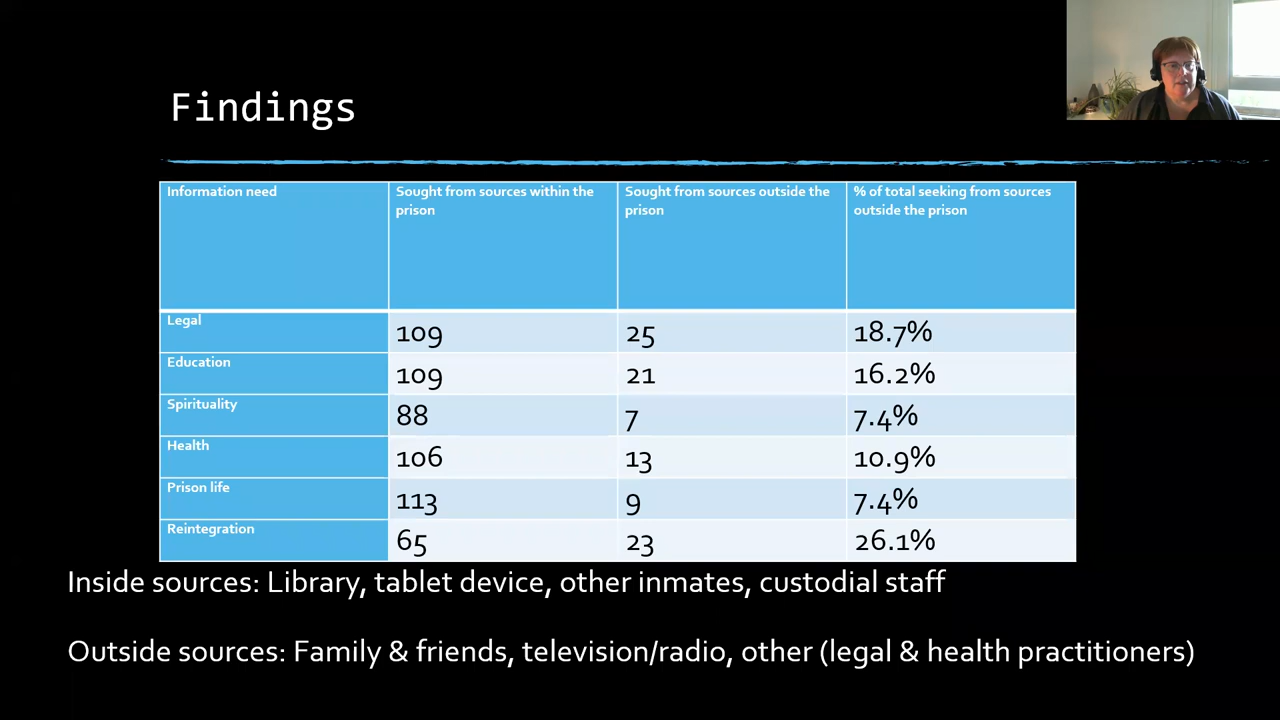 Findings
Information need
Sought from sources within the
prison
Sought from sources outside the
prison
% of total seeking from sources
outside the prison
Legal
109
25
18.7%
Education
109
21
16.2%
Spirituality
88
7
7.4%
Health
106
13
10.9%
Prison life
113
9
7.4%
Reintegration
65
23
26.1%
Inside sources: Library, tablet device, other inmates, custodial staff
Outside sources: Family & friends, television/radio, other (legal & health practitioners)